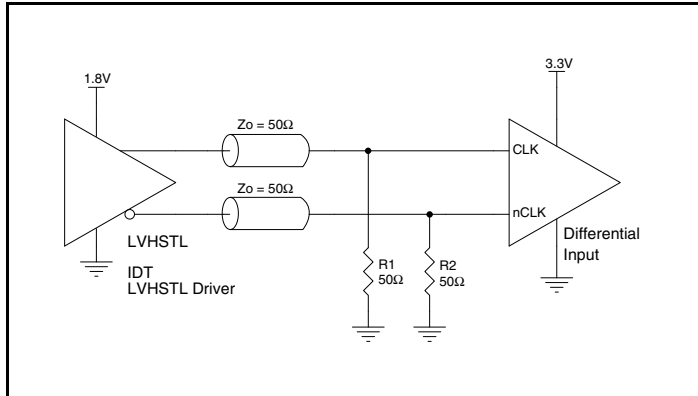 1.8V
3.3V
Zo = 50Ω
CLK
Zo = 50Ω
nCLK
LVHSTL
IDT
LVHSTL Driver
R1
50Ω
R2
50Ω
Differential
Input